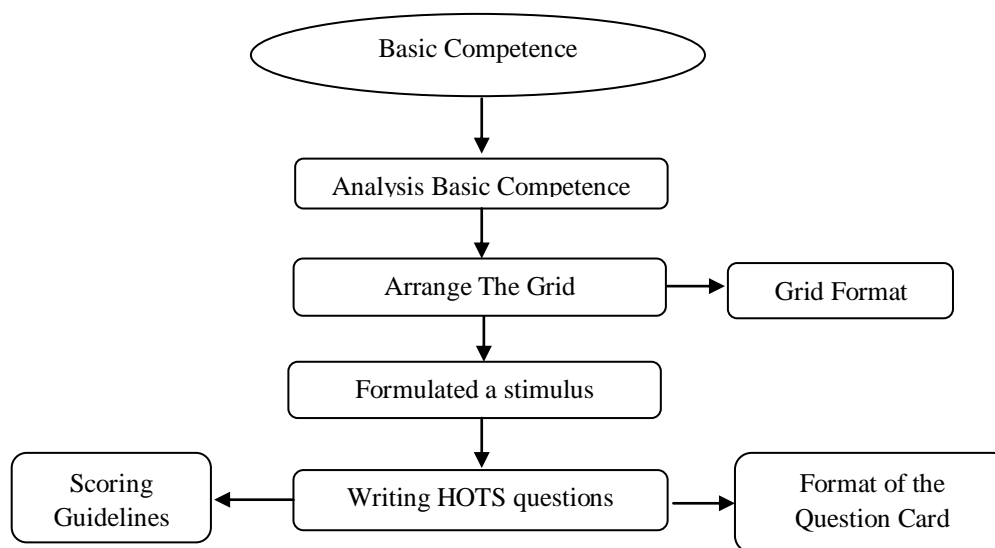 Basic Competence
Analysis Basic Competence
Arrange The Grid
Grid Format
Formulated a stimulus
Scoring
Guidelines
Writing HOTS questions
Format of the
Question Card